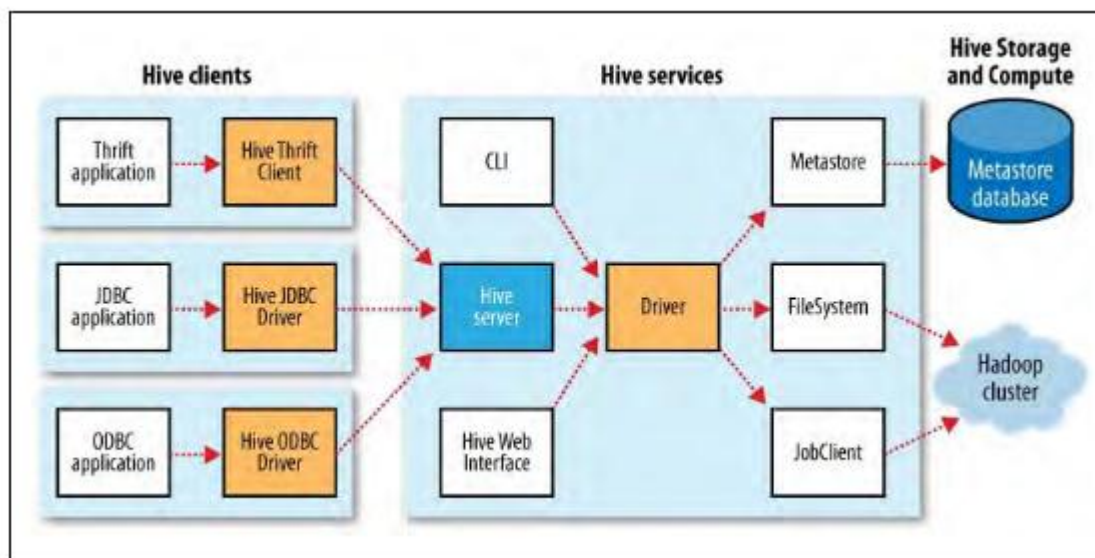 Hive clients
Thrift
application
Hive Thrift
Client
JDBC
application
Hive JDBC
Driver
ODBC
application
Hive ODBC
Driver
Hive services
CLI
Hive
server
Hive Web
Interface
Driver
Metastore
FileSystem
JobClient
Hive Storage
and Compute
Metastore
database
Hadoop
cluster